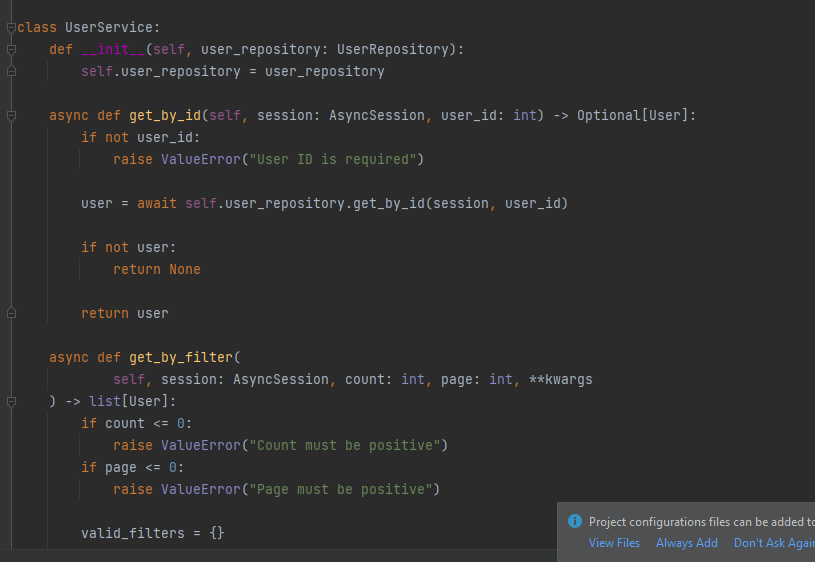 class UserService:
    def __init__(self, user_repository: UserRepository):
        self.user_repository = user_repository

    async def get_by_id(self, session: AsyncSession, user_id: int) -> Optional[User]:
        if not user_id:
            raise ValueError("User ID is required")

        user = await self.user_repository.get_by_id(session, user_id)

        if not user:
            return None

        return user

    async def get_by_filter(
            self, session: AsyncSession, count: int, page: int, **kwargs
    ) -> list[User]:
        if count <= 0:
            raise ValueError("Count must be positive")
        if page <= 0:
            raise ValueError("Page must be positive")

        valid_filters = {}
Project configurations files can be added to
View Files Always Add Don't Ask Again